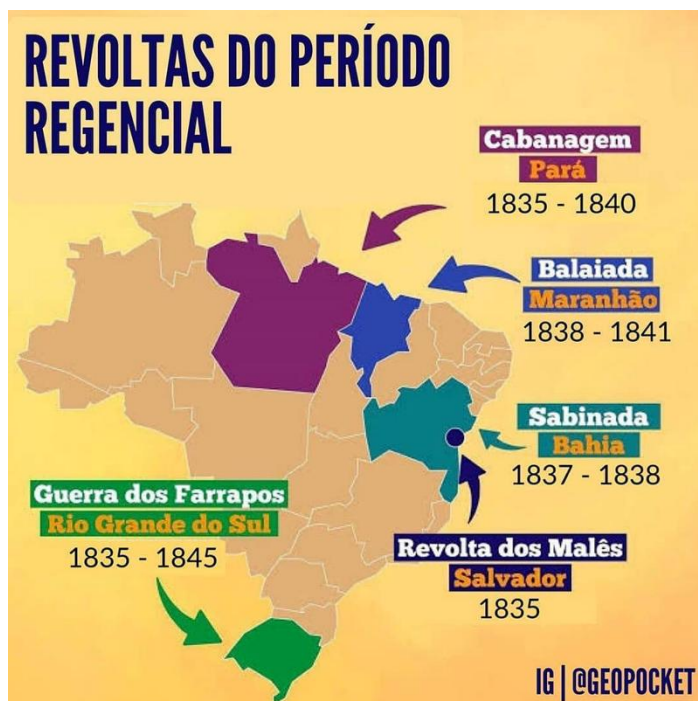 REVOLTAS DO PERÍODO
REGENCIAL
Cabanagem
Pará
1835 - 1840
Balaiada
Maranhão
1838 - 1841
Sabinada
Bahia
1837 - 1838
Guerra dos Farrapos
Rio Grande do Sul
1835 - 1845
Revolta dos Malês
Salvador
1835
IG | @GEOPOCKET